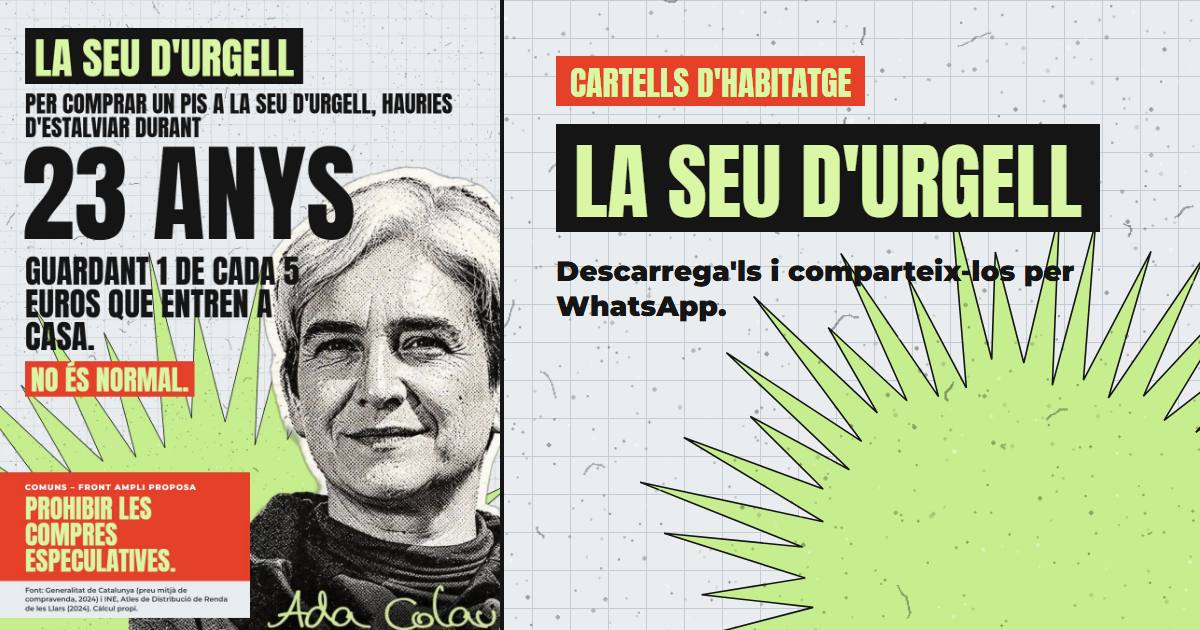 LA SEU D'URGELL
PER COMPRAR UN PIS A LA SEU D'URGELL, HAURIES
D'ESTALVIAR DURANT
23 ANYS
GUARDANT 1 DE CADA 5
EUROS QUE ENTREN A
CASA.
NO ÉS NORMAL.
COMUNS – FRONT AMPLI PROPOSA
PROHIBIR LES
COMPRES
ESPECULATIVES.
Font: Generalitat de Catalunya (preu mitjà de
compravenda, 2024) i INE, Atles de Distribució de Renda
de les Llars (2024). Càlcul propi.
Ada Colau
CARTELLS D'HABITATGE
LA SEU D'URGELL
Descarrega'ls i comparteix-los per
WhatsApp.